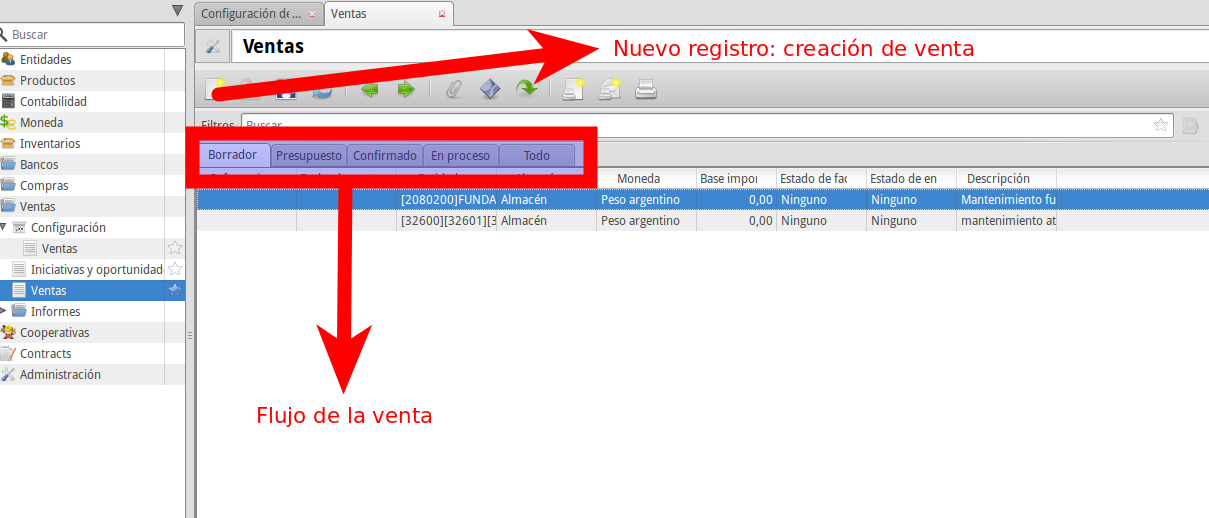 Configuración de ...
Ventas
Buscar
Ventas
Nuevo registro: creación de venta
Entidades
Productos
Contabilidad
Moneda
Inventarios
Bancos
Compras
Ventas
Configuración
Ventas
Iniciativas y oportunidad
Ventas
Informes
Cooperativas
Contracts
Administración
Filtros Buscar
Borrador Presupuesto Confirmado En proceso Todo
Moneda Base impo Estado de fac Estado de en Descripción
[2080200]FUNDA Almacén Peso argentino 0,00 Ninguno Ninguno Mantenimiento fu
[32600][32601][3 Almacén Peso argentino 0,00 Ninguno Ninguno mantenimiento at
Flujo de la venta